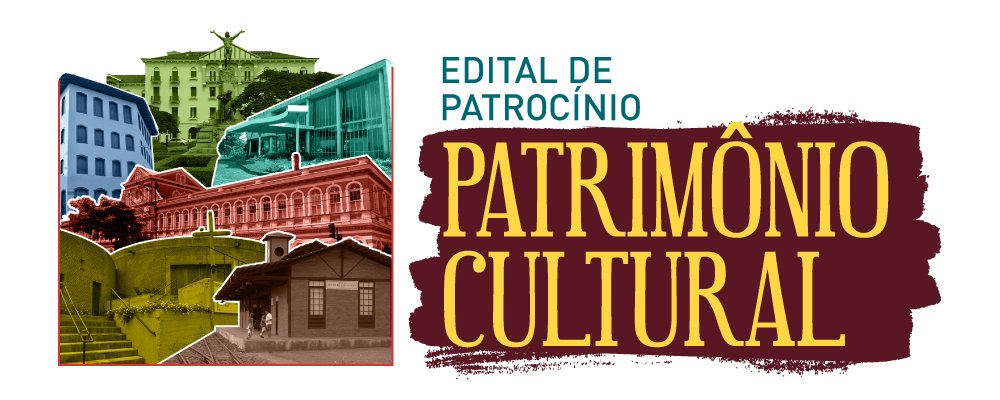 EDITAL DE
PATROCÍNIO
PATRIMÔNIO
CULTURAL